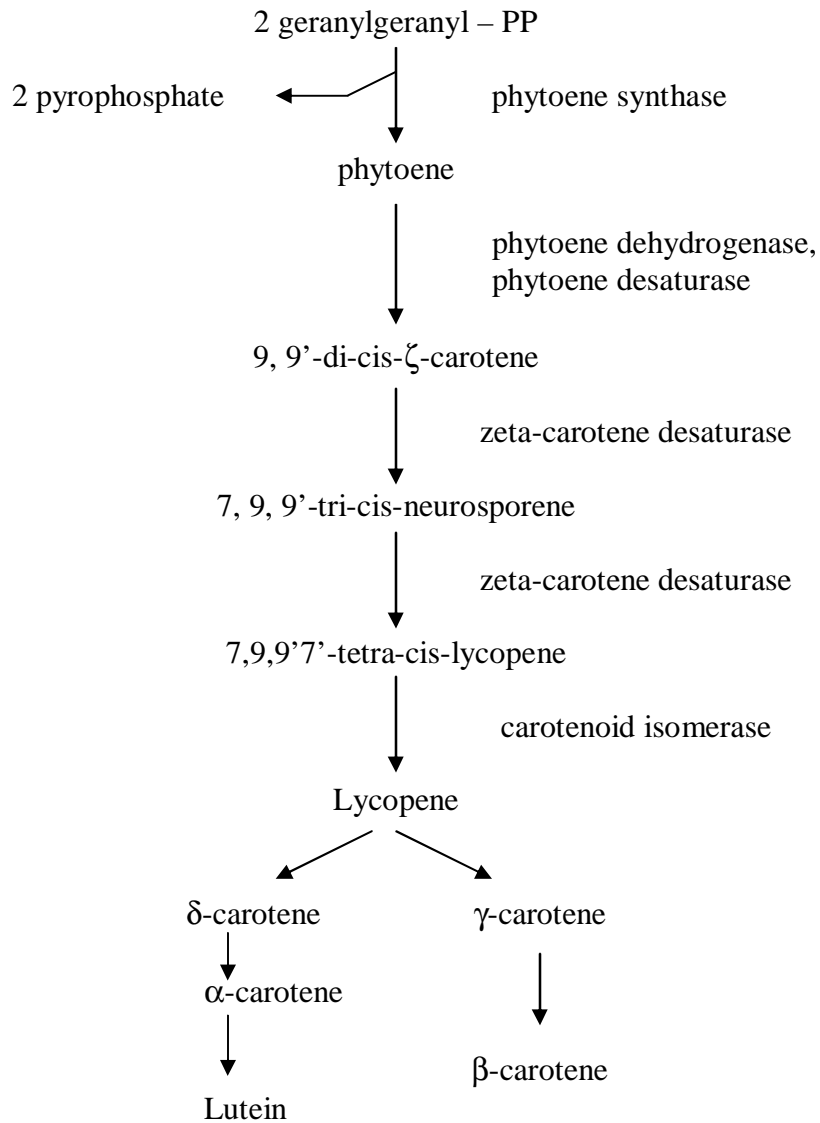 2 geranylgeranyl – PP
2 pyrophosphate
phytoene synthase
phytoene
phytoene dehydrogenase,
phytoene desaturase
9, 9’-di-cis-ζ-carotene
zeta-carotene desaturase
7, 9, 9’-tri-cis-neurosporene
zeta-carotene desaturase
7,9,9’7’-tetra-cis-lycopene
carotenoid isomerase
Lycopene
δ-carotene
γ-carotene
α-carotene
β-carotene
Lutein